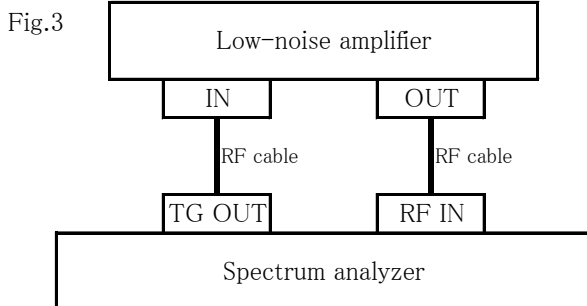 Fig.3
Low-noise amplifier
IN OUT
RF cable RF cable
TG OUT RF IN
Spectrum analyzer